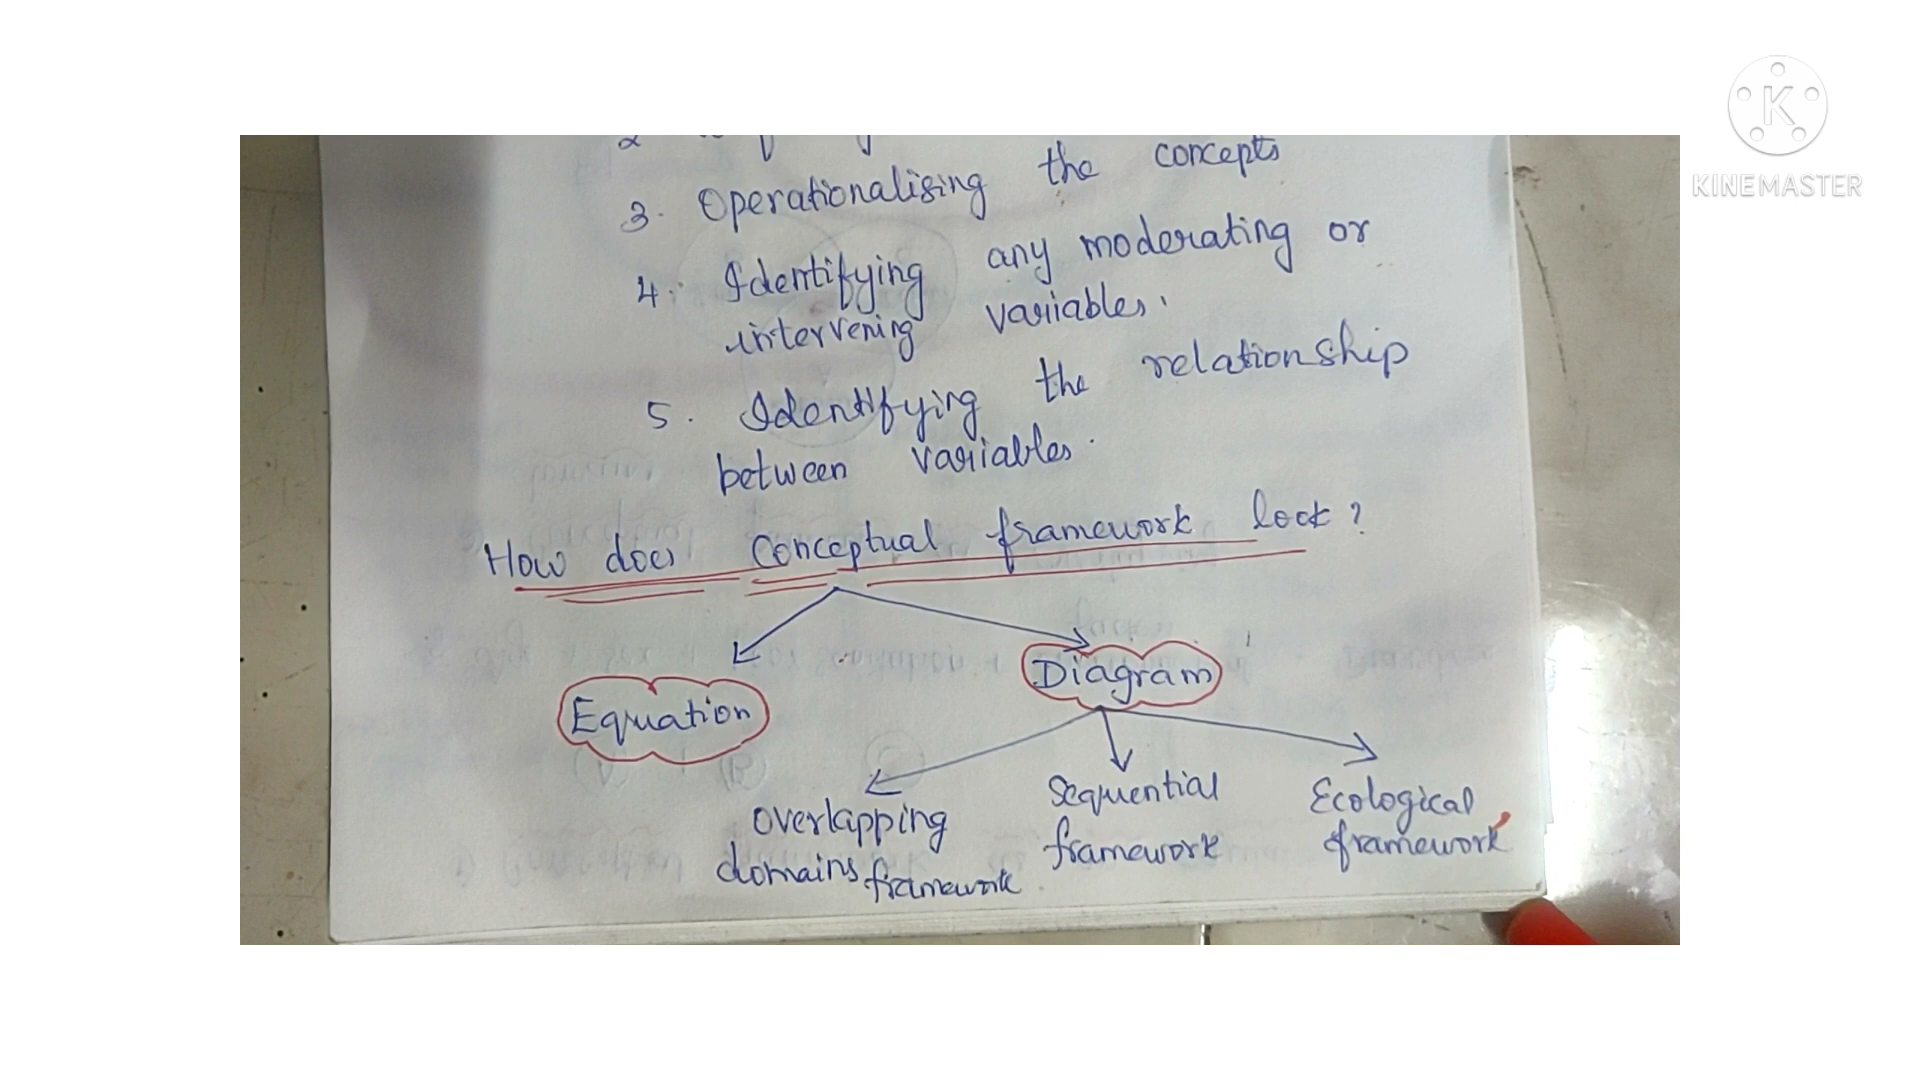 3. Operationalising the concepts
4. Identifying any moderating or
intervening variables.
5. Identifying the relationship
between variables.
How does conceptual framework look?
Equation
Diagram
overlapping
domains framework
Sequential
framework
Ecological
framework
K
KINEMASTER